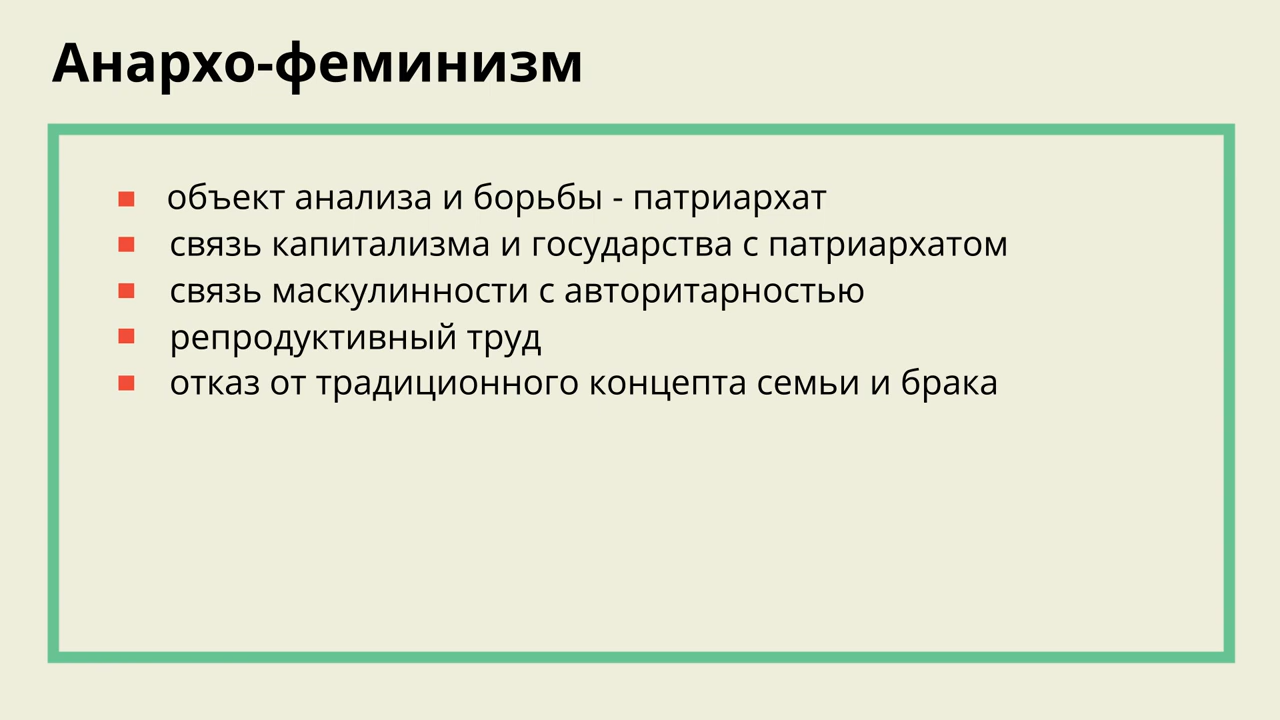 Анархо-феминизм
объект анализа и борьбы - патриархат
связь капитализма и государства с патриархатом
связь маскулинности с авторитарностью
репродуктивный труд
отказ от традиционного концепта семьи и брака